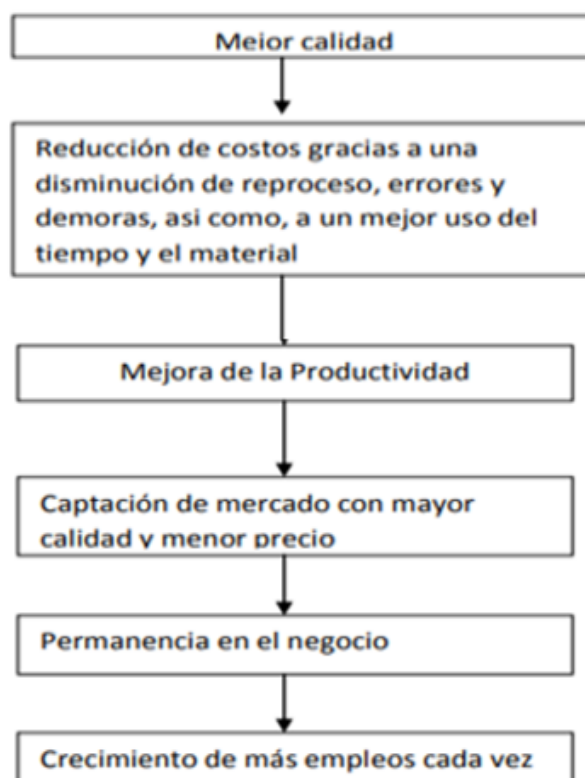 Mejor calidad
Reducción de costos gracias a una
disminución de reproceso, errores y
demoras, asi como, a un mejor uso del
tiempo y el material
Mejora de la Productividad
Captación de mercado con mayor
calidad y menor precio
Permanencia en el negocio
Crecimiento de más empleos cada vez